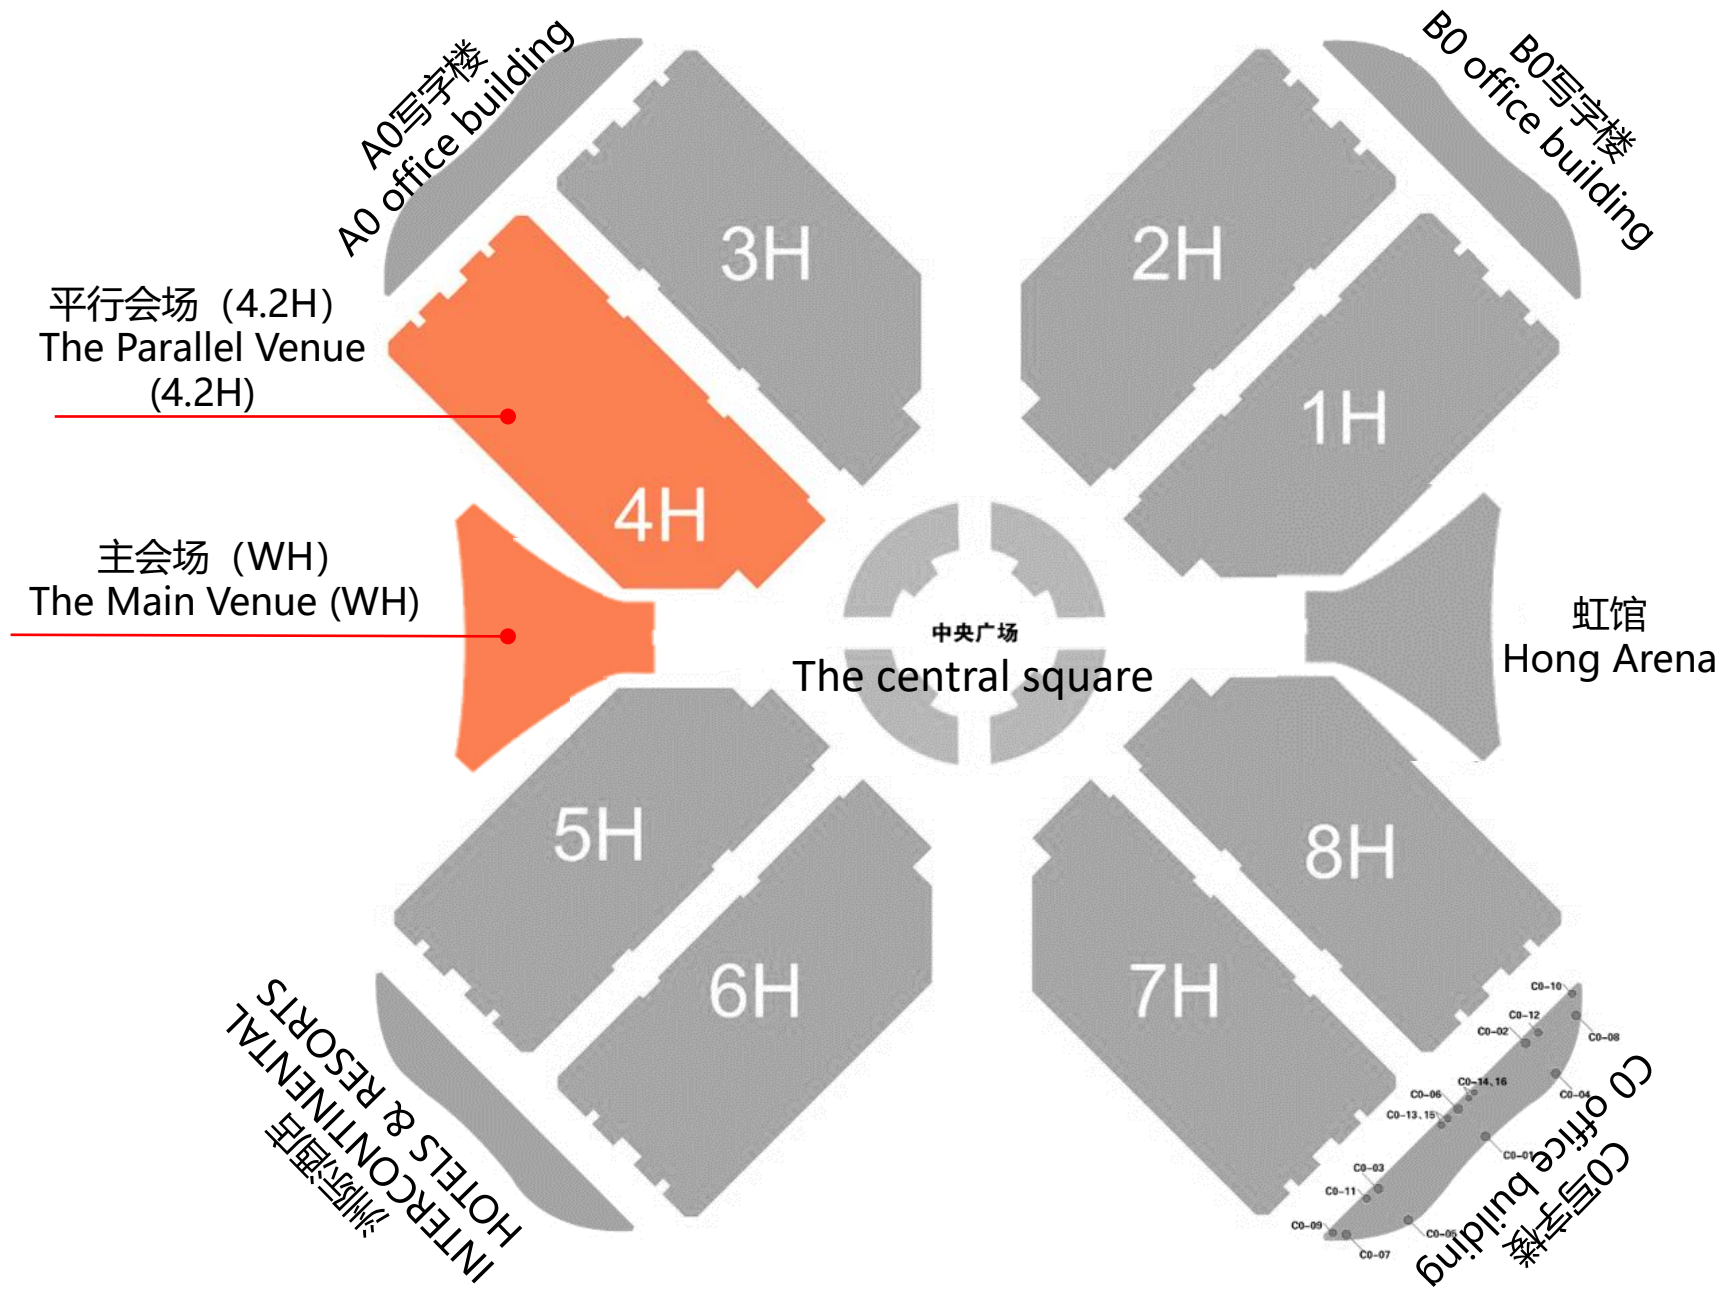 A0写字楼
A0 office building
B0写字楼
B0 office building
3H
2H
平行会场（4.2H）
The Parallel Venue
(4.2H)
1H
4H
主会场（WH）
The Main Venue (WH)
中央广场
The central square
虹馆
Hong Arena
5H
8H
6H
7H
洲际酒店
INTERCONTINENTAL
HOTELS & RESORTS
C0-10
C0-12
C0-02
C0-08
C0-14、16
C0-06
C0-04
C0-13、15
C0-01
C0-03
C0-11
C0-09
C0-05
C0-07
C0 office building
C0写字楼